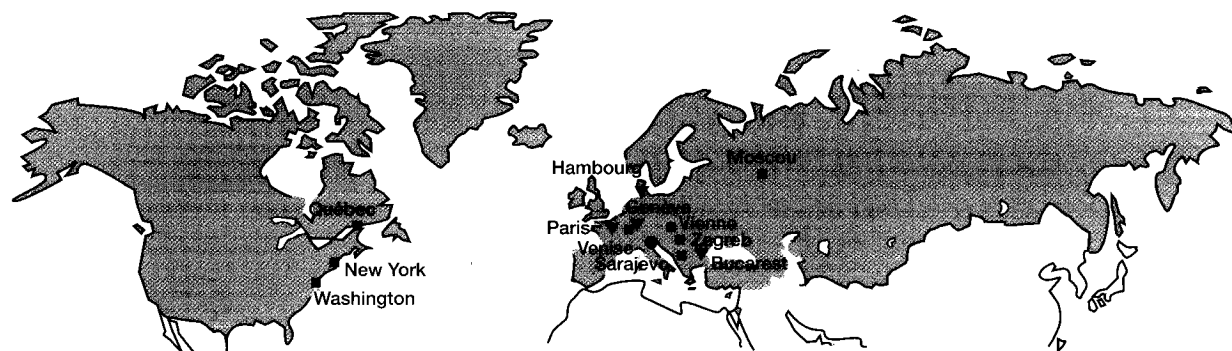 Moscou
Hambourg
Québec
Paris
Vienne
Venise
Zagreb
New York
Sarajevo
Bucarest
Washington